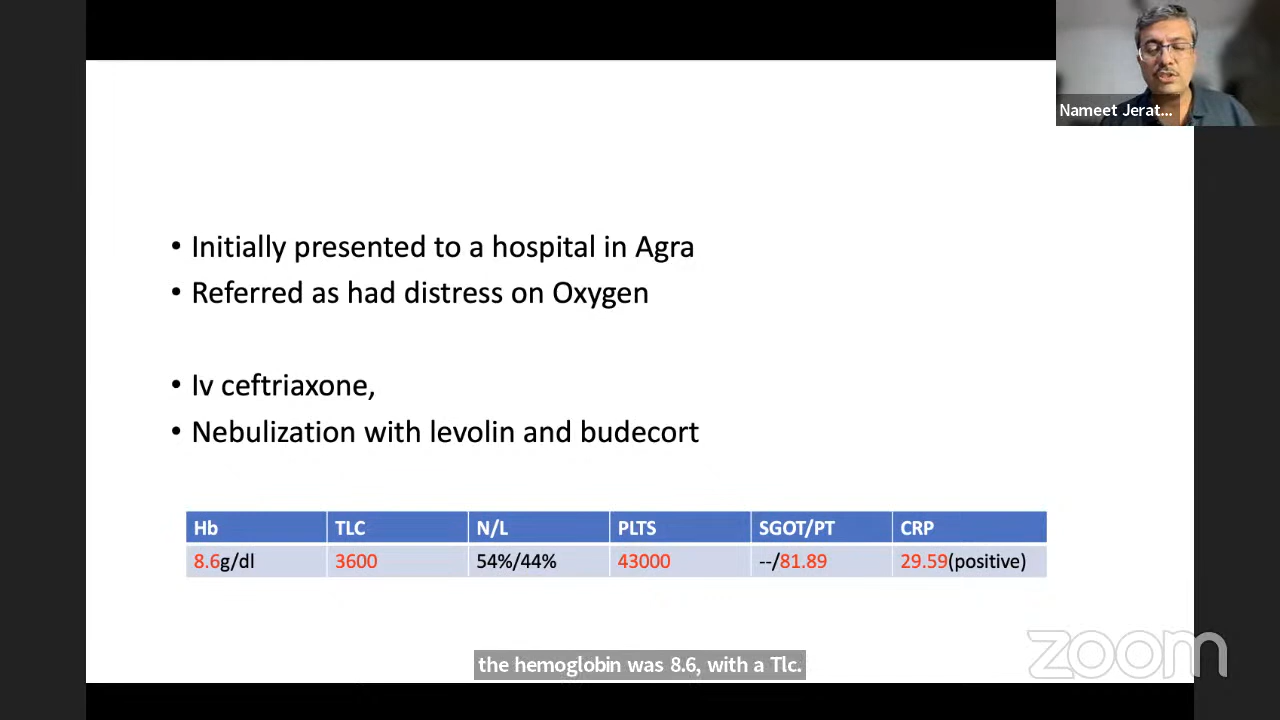 Nameet Jerat...
• Initially presented to a hospital in Agra
• Referred as had distress on Oxygen
• Iv ceftriaxone,
• Nebulization with levolin and budecort
Hb TLC N/L PLTS SGOT/PT CRP
8.6g/dl 3600 54%/44% 43000 --/81.89 29.59(positive)
zoom
the hemoglobin was 8.6, with a Tlc.